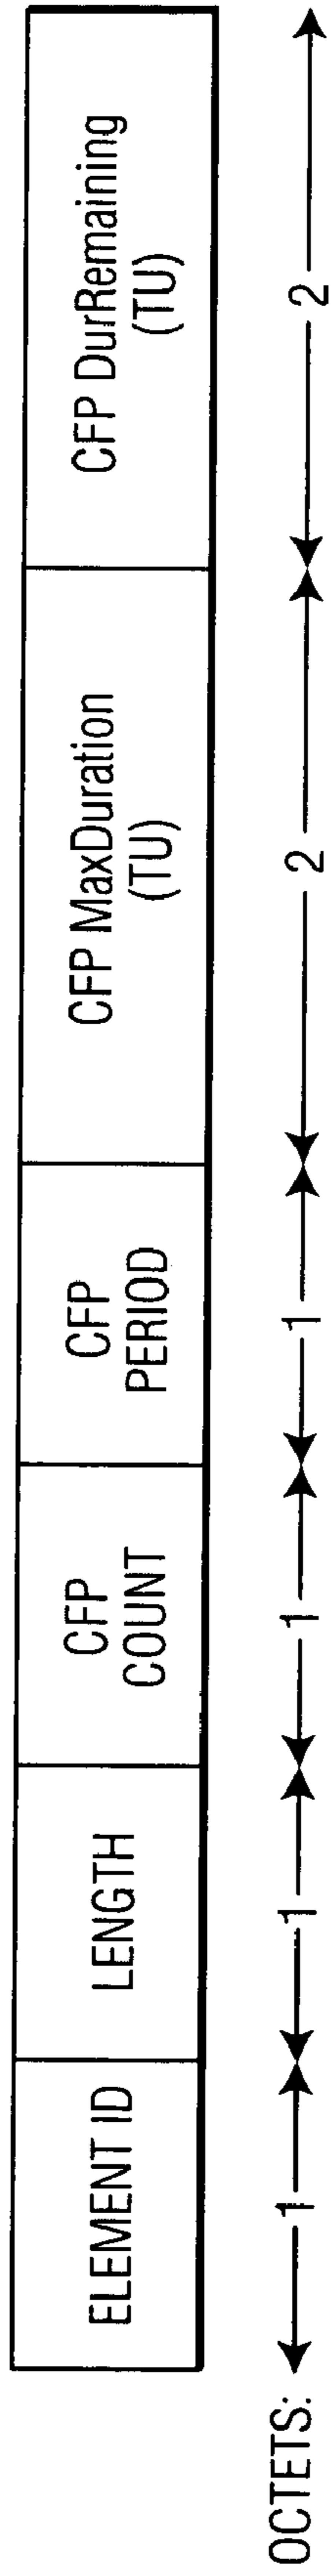 ELEMENT ID
LENGTH
CFP
COUNT
CFP
PERIOD
CFP MaxDuration
(TU)
CFP DurRemaining
(TU)
OCTETS:
1
1
1
1
2
2